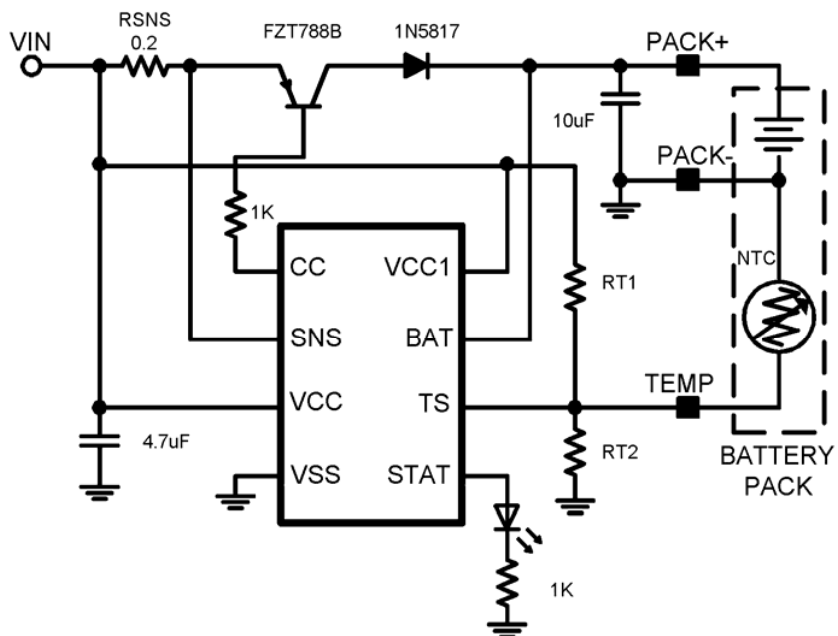 RSNS
0.2
FZT788B
1N5817
VIN
PACK+
10uF
PACK-
1K
NTC
CC
VCC1
RT1
SNS
BAT
TEMP
VCC
TS
4.7uF
RT2
BATTERY
PACK
VSS
STAT
1K